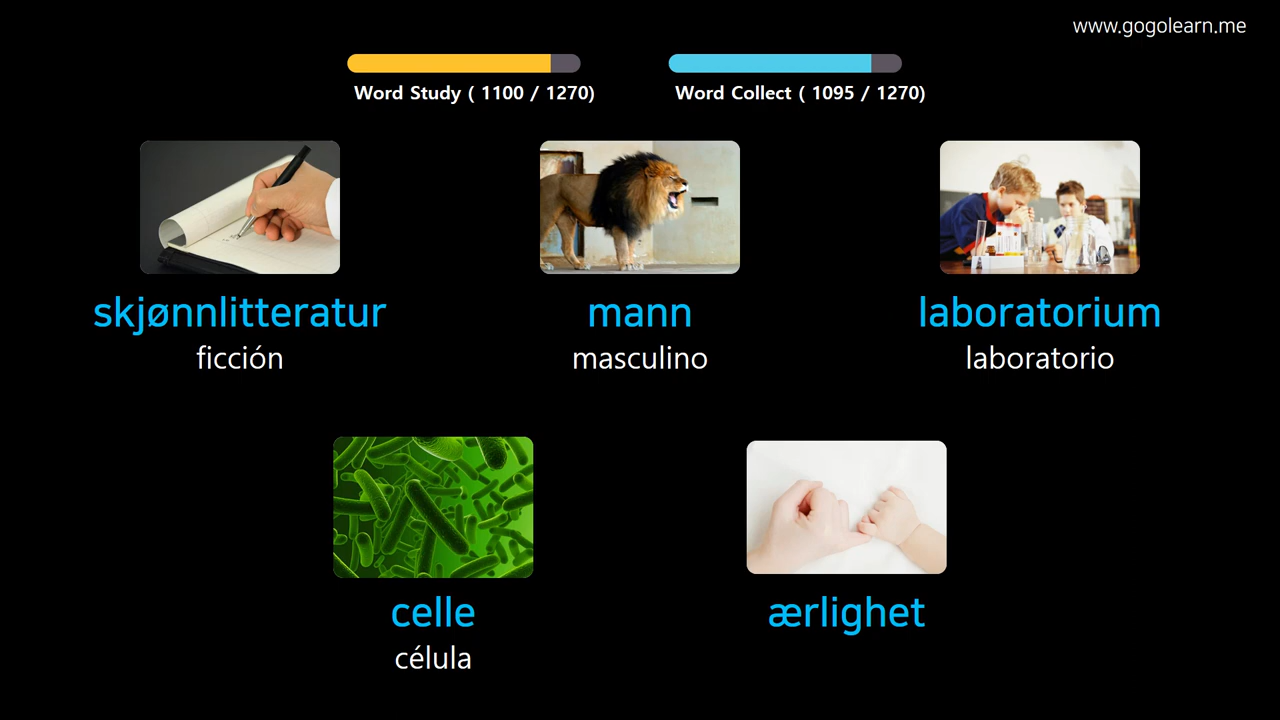 www.gogolearn.me
Word Study ( 1100 / 1270)
Word Collect ( 1095 / 1270)
skjønnlitteratur
ficción
mann
masculino
laboratorium
laboratorio
celle
célula
ærlighet